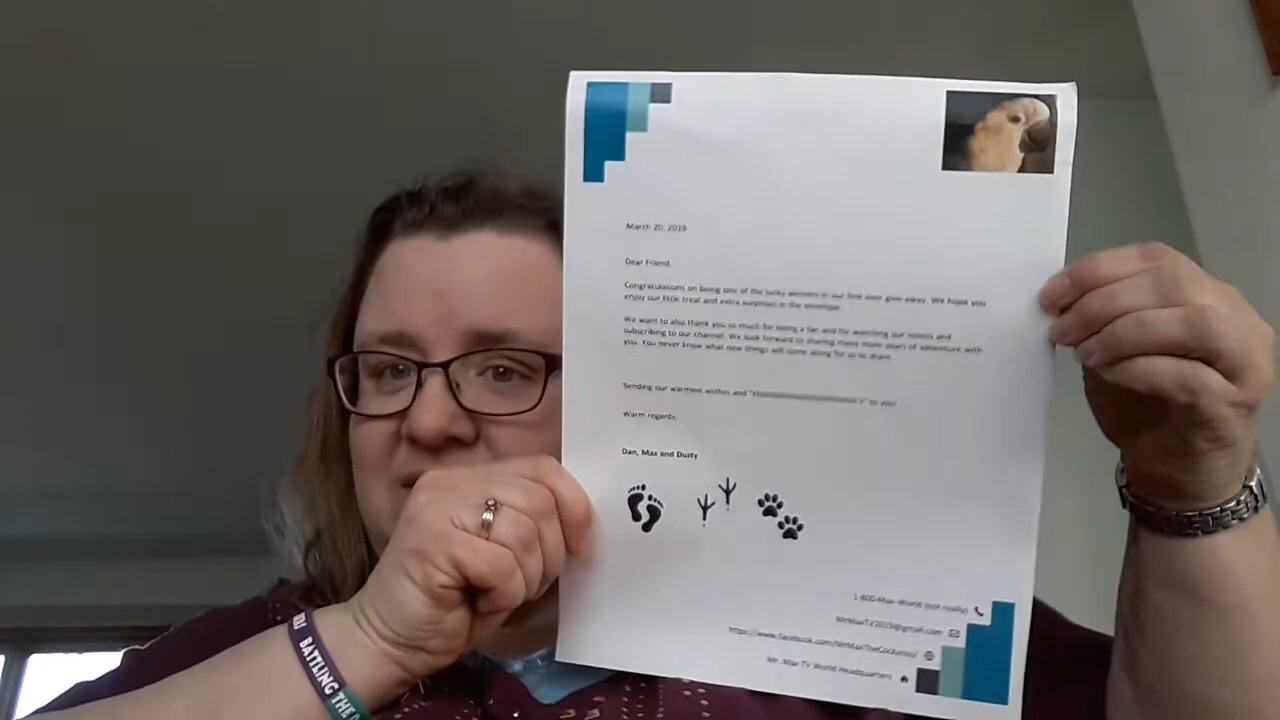 March 20, 2019
Dear Friend,
Congratulations on being one of the lucky winners in our first ever give-away. We hope you
enjoy our little treat and extra surprises in the envelope.
We want to also thank you so much for being a fan and for watching our videos and
subscribing to our channel. We look forward to sharing many more years of adventure with
you. You never know what new things will come along for us to share.
Sending our warmest wishes and " to you
Warm regards,
Dan, Max and Dusty
1-800-Max-World (not really)
MrMaxTV2019@gmail.com
https://www.facebook.com/MrMaxTheCockatoo/
Mr. Max TV World Headquarters
BATTLING THE